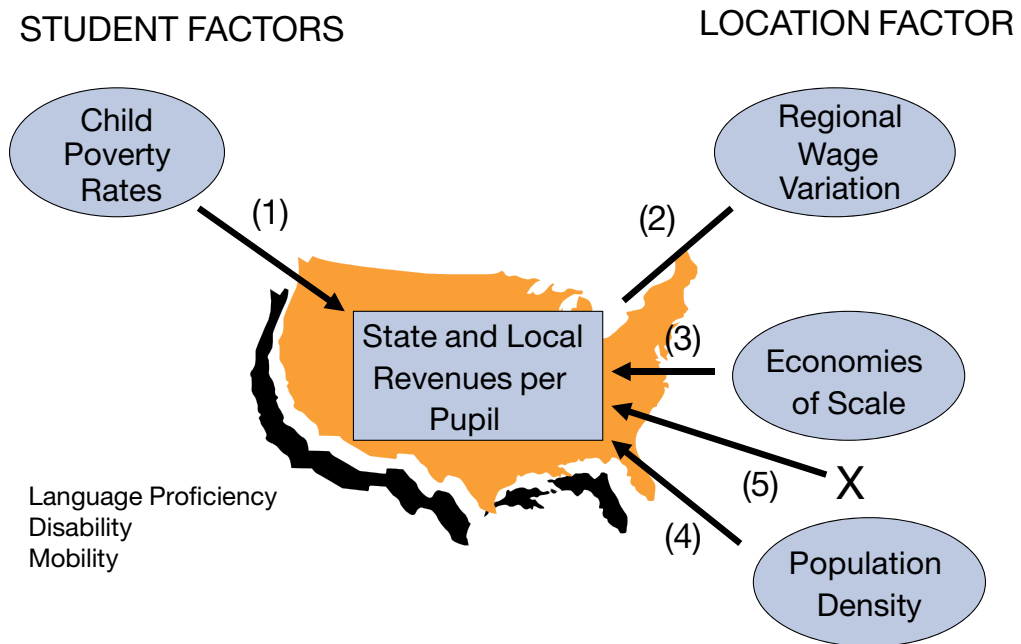 STUDENT FACTORS
LOCATION FACTOR
Child
Poverty
Rates
Regional
Wage
Variation
(1)
(2)
State and Local
Revenues per
Pupil
(3)
Economies
of Scale
(5)
X
(4)
Language Proficiency
Disability
Mobility
Population
Density